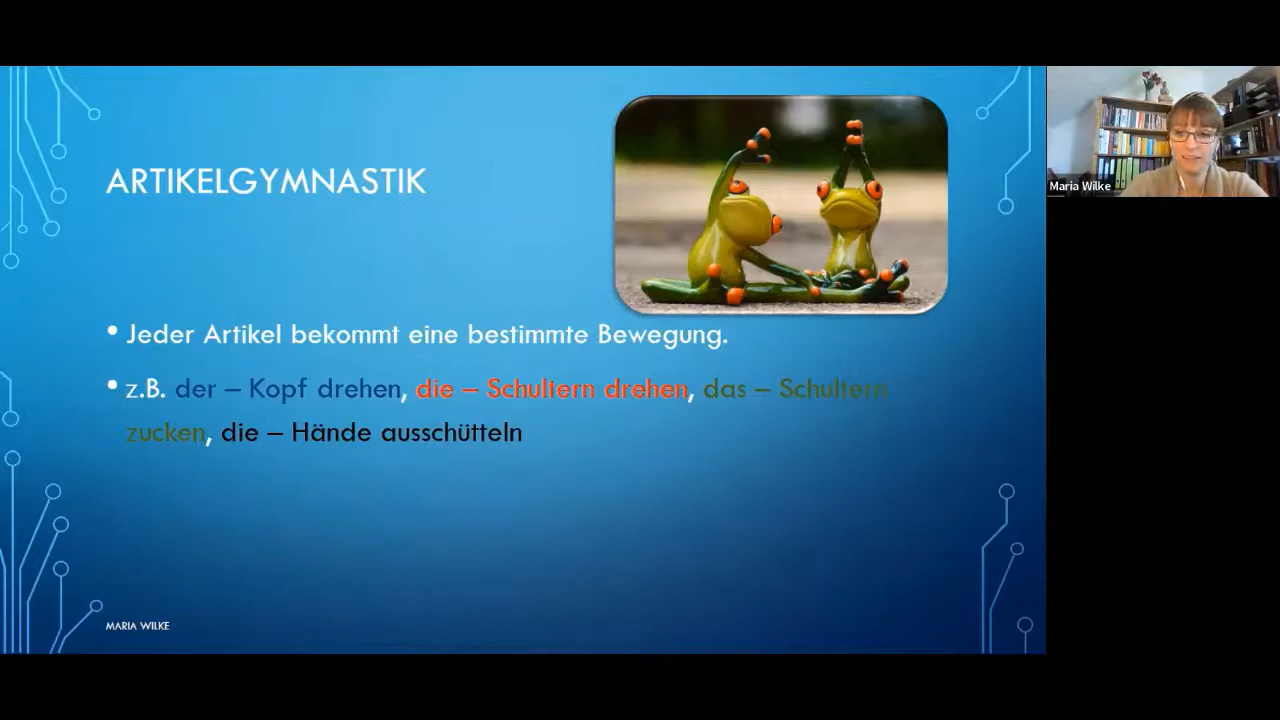 ARTIKELGYMNASTIK
Maria Wilke
• Jeder Artikel bekommt eine bestimmte Bewegung.
• z.B. der – Kopf drehen, die – Schultern drehen, das – Schultern
zucken, die – Hände ausschütteln
MARIA WILKE